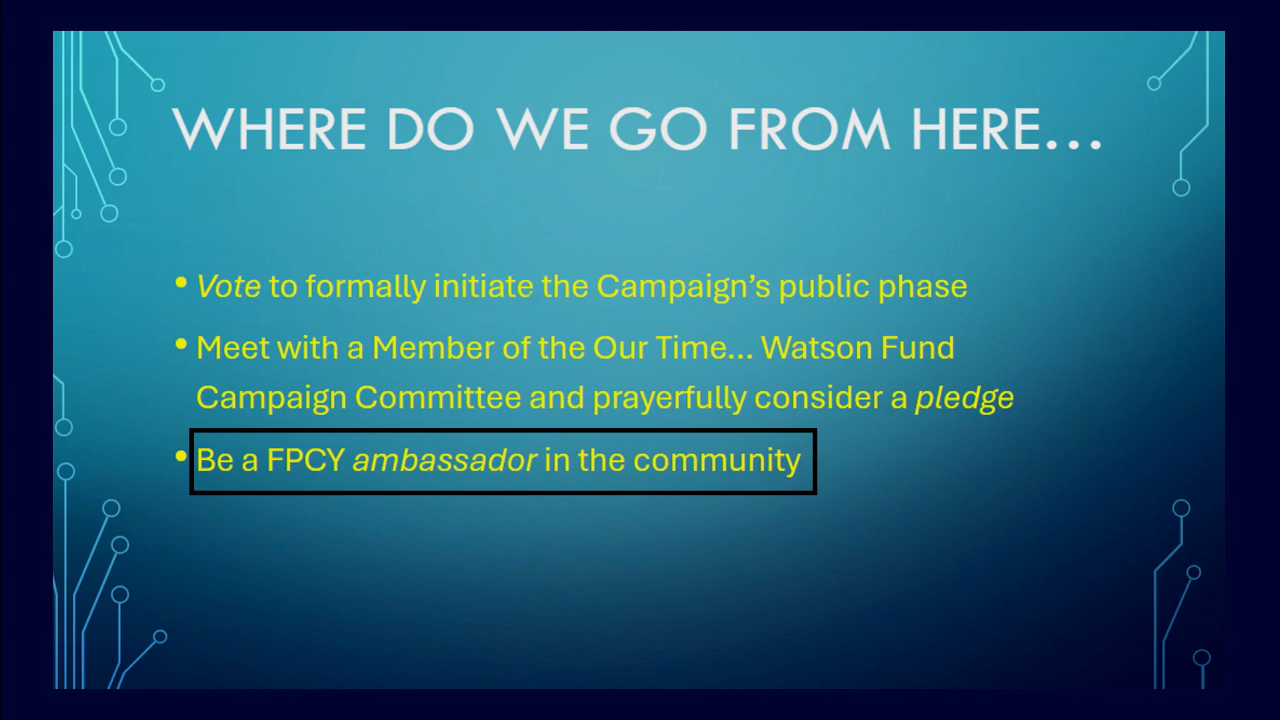 WHERE DO WE GO FROM HERE...
• Vote to formally initiate the Campaign’s public phase
• Meet with a Member of the Our Time... Watson Fund
Campaign Committee and prayerfully consider a pledge
• Be a FPCY ambassador in the community